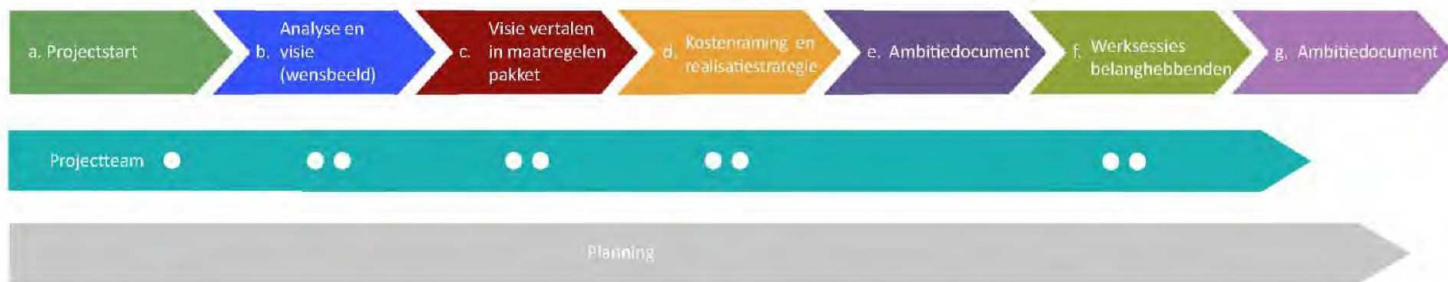 a. Projectstart
b. Analyse en
visie
(wensbeeld)
c. Visie vertalen
in maatregelen
pakket
d. Kostenraming en
realisatiestrategie
e. Ambitiedocument
f. Werksessies
belanghebbenden
g. Ambitiedocument
Projectteam
Planning